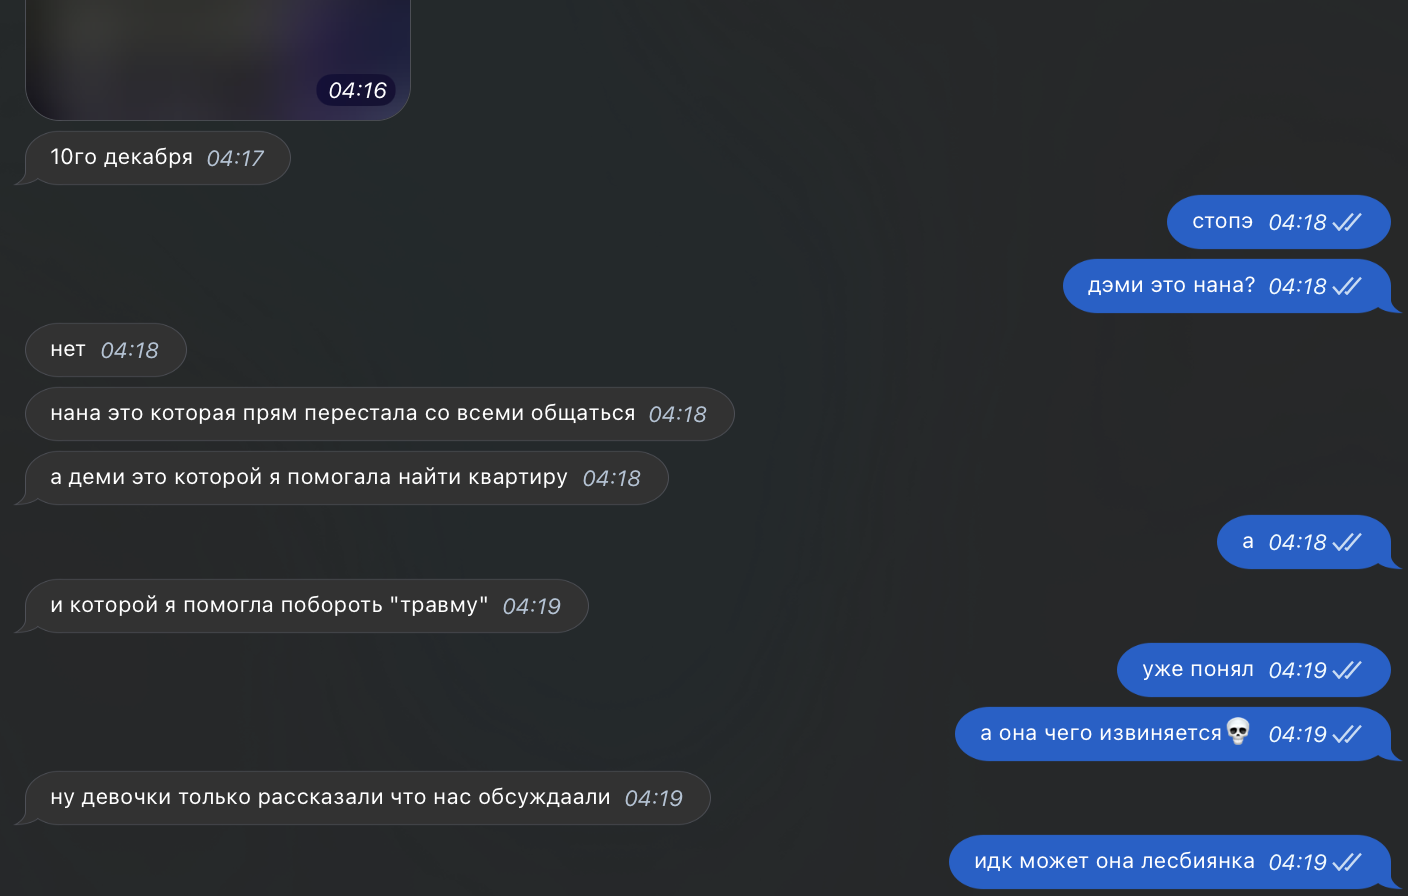 04:16
10го декабря 04:17
стопэ 04:18
дэми это нана? 04:18
нет 04:18
нана это которая прям перестала со всеми общаться 04:18
а деми это которой я помогала найти квартиру 04:18
а 04:18
и которой я помогла побороть "травму" 04:19
уже понял 04:19
а она чего извиняется💀 04:19
ну девочки только рассказали что нас обсуждаали 04:19
идк может она лесбиянка 04:19